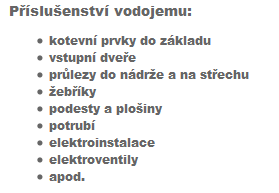 Příslušenství vodojemu:
• kotevní prvky do základu
• vstupní dveře
• průlezy do nádrže a na střechu
• žebříky
• podesty a plošiny
• potrubí
• elektroinstalace
• elektroventily
• apod.